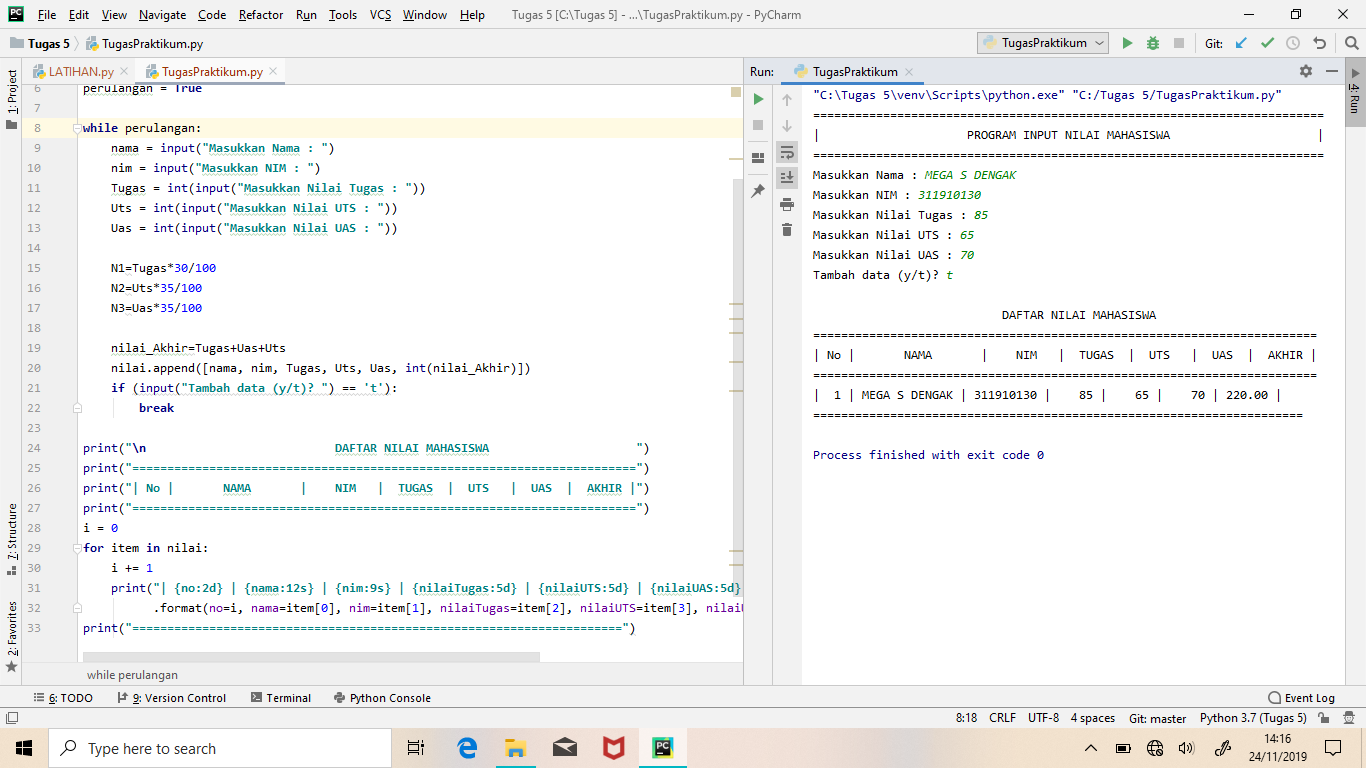 File Edit View Navigate Code Refactor Run Tools VCS Window Help Tugas 5 [C:\Tugas 5] - ...\TugasPraktikum.py - PyCharm
Tugas 5 TugasPraktikum.py TugasPraktikum Git:
LATIHAN.py TugasPraktikum.py Run: TugasPraktikum
1: Project
7: Structure
2: Favorites
4: Run
6 perulangan = True
7
8 while perulangan:
9 nama = input("Masukkan Nama : ")
10 nim = input("Masukkan NIM : ")
11 Tugas = int(input("Masukkan Nilai Tugas : "))
12 Uts = int(input("Masukkan Nilai UTS : "))
13 Uas = int(input("Masukkan Nilai UAS : "))
14
15 N1=Tugas*30/100
16 N2=Uts*35/100
17 N3=Uas*35/100
18
19 nilai_Akhir=Tugas+Uas+Uts
20 nilai.append([nama, nim, Tugas, Uts, Uas, int(nilai_Akhir)])
21 if (input("Tambah data (y/t)? ") == 't'):
22 break
23
24 print("\n DAFTAR NILAI MAHASISWA ")
25 print("========================================================================")
26 print("| No | NAMA | NIM | TUGAS | UTS | UAS | AKHIR |")
27 print("========================================================================")
28 i = 0
29 for item in nilai:
30 i += 1
31 print("| {no:2d} | {nama:12s} | {nim:9s} | {nilaiTugas:5d} | {nilaiUTS:5d} | {nilaiUAS:5d}
32 .format(no=i, nama=item[0], nim=item[1], nilaiTugas=item[2], nilaiUTS=item[3], nilaiU
33 print("======================================================================")
while perulangan
"C:\Tugas 5\venv\Scripts\python.exe" "C:/Tugas 5/TugasPraktikum.py"
=========================================================================
| PROGRAM INPUT NILAI MAHASISWA |
=========================================================================
Masukkan Nama : MEGA S DENGAK
Masukkan NIM : 311910130
Masukkan Nilai Tugas : 85
Masukkan Nilai UTS : 65
Masukkan Nilai UAS : 70
Tambah data (y/t)? t
DAFTAR NILAI MAHASISWA
========================================================================
| No | NAMA | NIM | TUGAS | UTS | UAS | AKHIR |
========================================================================
| 1 | MEGA S DENGAK | 311910130 | 85 | 65 | 70 | 220.00 |
======================================================================
Process finished with exit code 0
6: TODO 9: Version Control Terminal Python Console Event Log
8:18 CRLF UTF-8 4 spaces Git: master Python 3.7 (Tugas 5)
Type here to search
14:16
24/11/2019